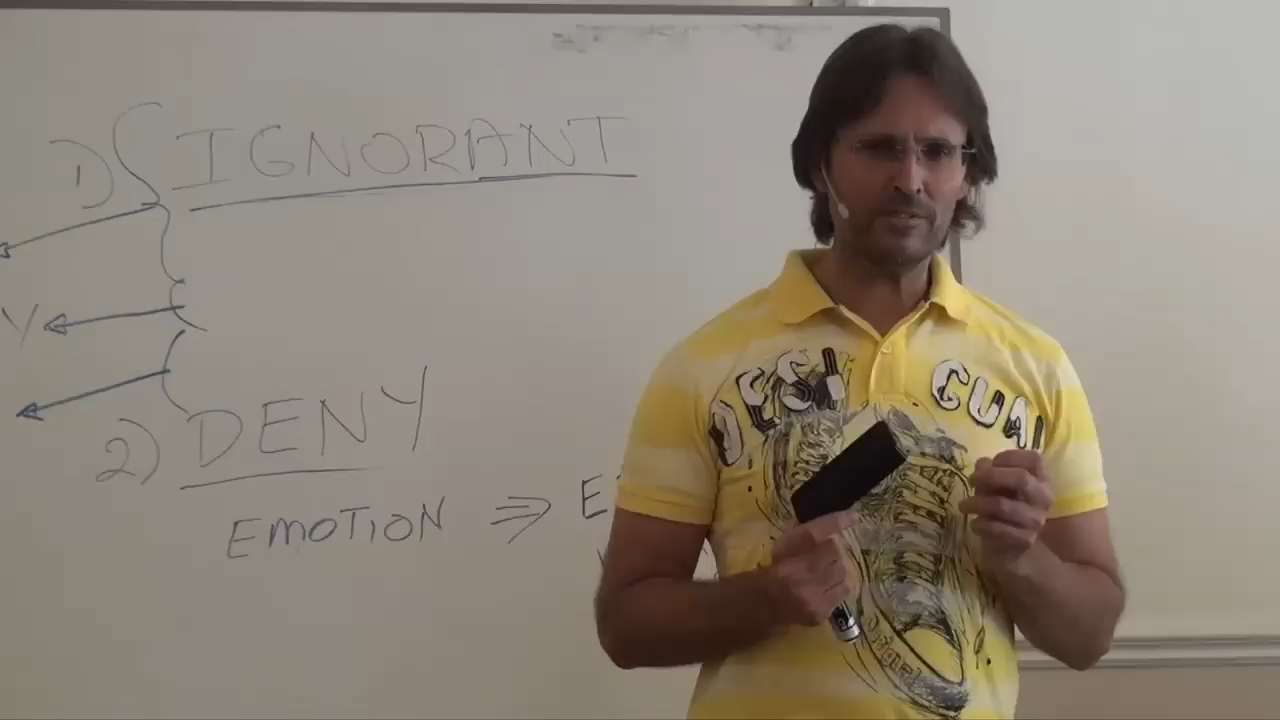 1) IGNORANT
Y
2) DENY
EMOTION ⇒ E
DESI GUAL